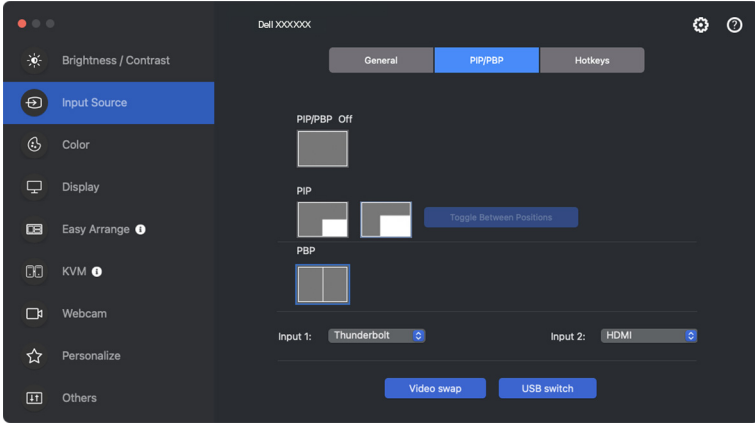 Dell XXXXXX
Brightness / Contrast
Input Source
Color
Display
Easy Arrange
KVM
Webcam
Personalize
Others
General PIP/PBP Hotkeys
PIP/PBP Off
PIP
Toggle Between Positions
PBP
Input 1: Thunderbolt Input 2: HDMI
Video swap USB switch